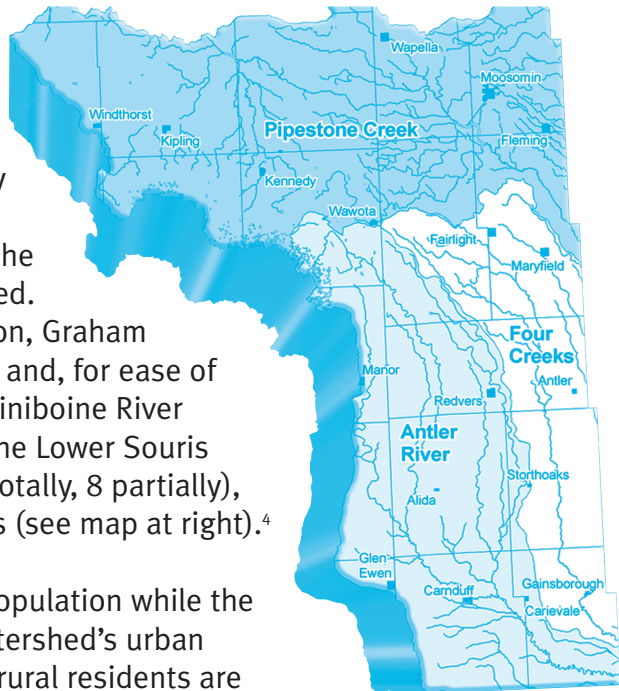 y
he
ed.
on, Graham
and, for ease of
iniboine River
he Lower Souris
otally, 8 partially),
s (see map at right).⁴
opulation while the
tershed's urban
rural residents are
Wapella
Moosomin
Windthorst
Kipling
Pipestone Creek
Fleming
Kennedy
Wawota
Fairlight
Maryfield
Four
Creeks
Manor
Antler
Redvers
Antler
River
Storthoaks
Alida
Glen
Ewen
Carnduff
Gainsborough
Carievale